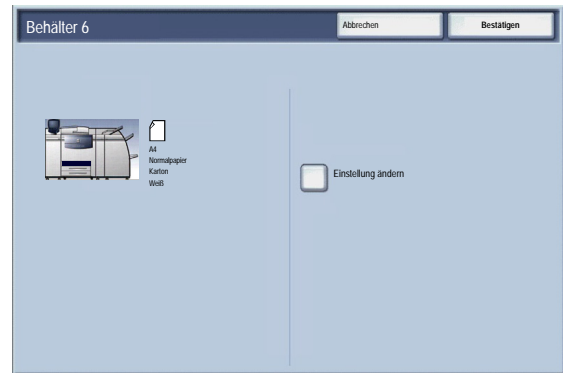 Behälter 6
Abbrechen
Bestätigen
A4
Normalpapier
Karton
Weiß
Einstellung ändern